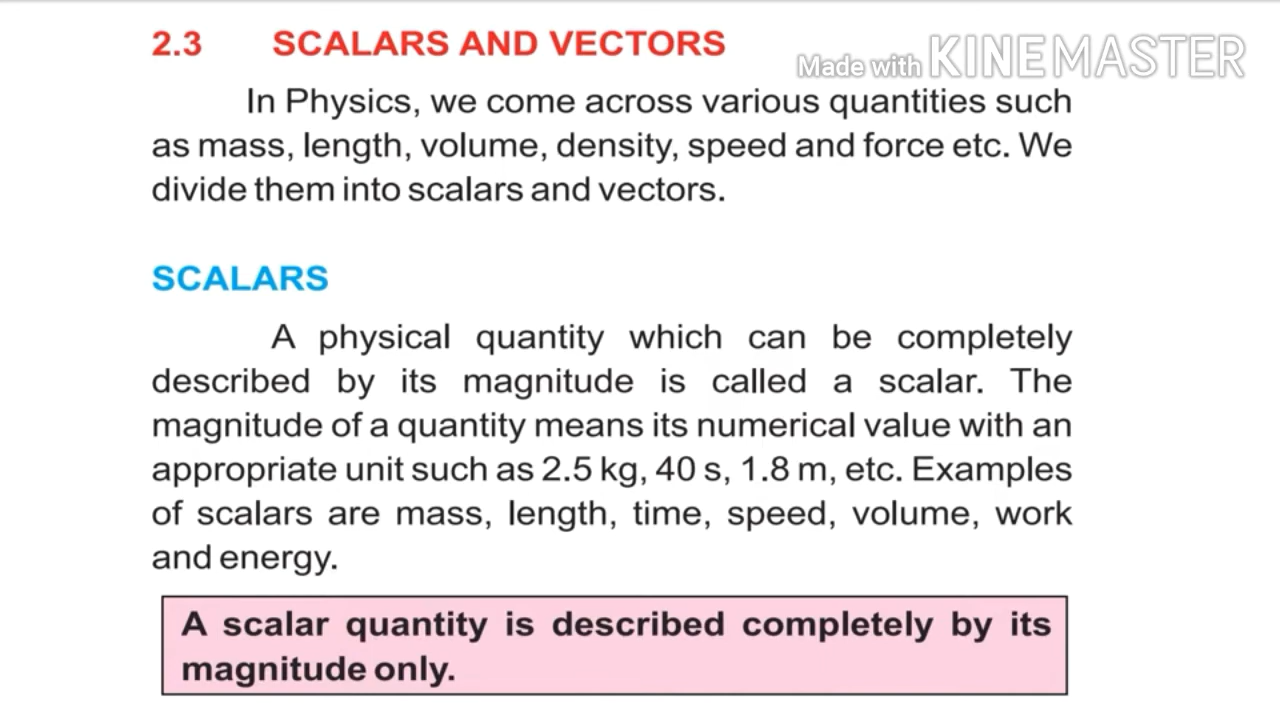 2.3 SCALARS AND VECTORS
Made with KINEMASTER
In Physics, we come across various quantities such
as mass, length, volume, density, speed and force etc. We
divide them into scalars and vectors.
SCALARS
A physical quantity which can be completely
described by its magnitude is called a scalar. The
magnitude of a quantity means its numerical value with an
appropriate unit such as 2.5 kg, 40 s, 1.8 m, etc. Examples
of scalars are mass, length, time, speed, volume, work
and energy.
A scalar quantity is described completely by its
magnitude only.